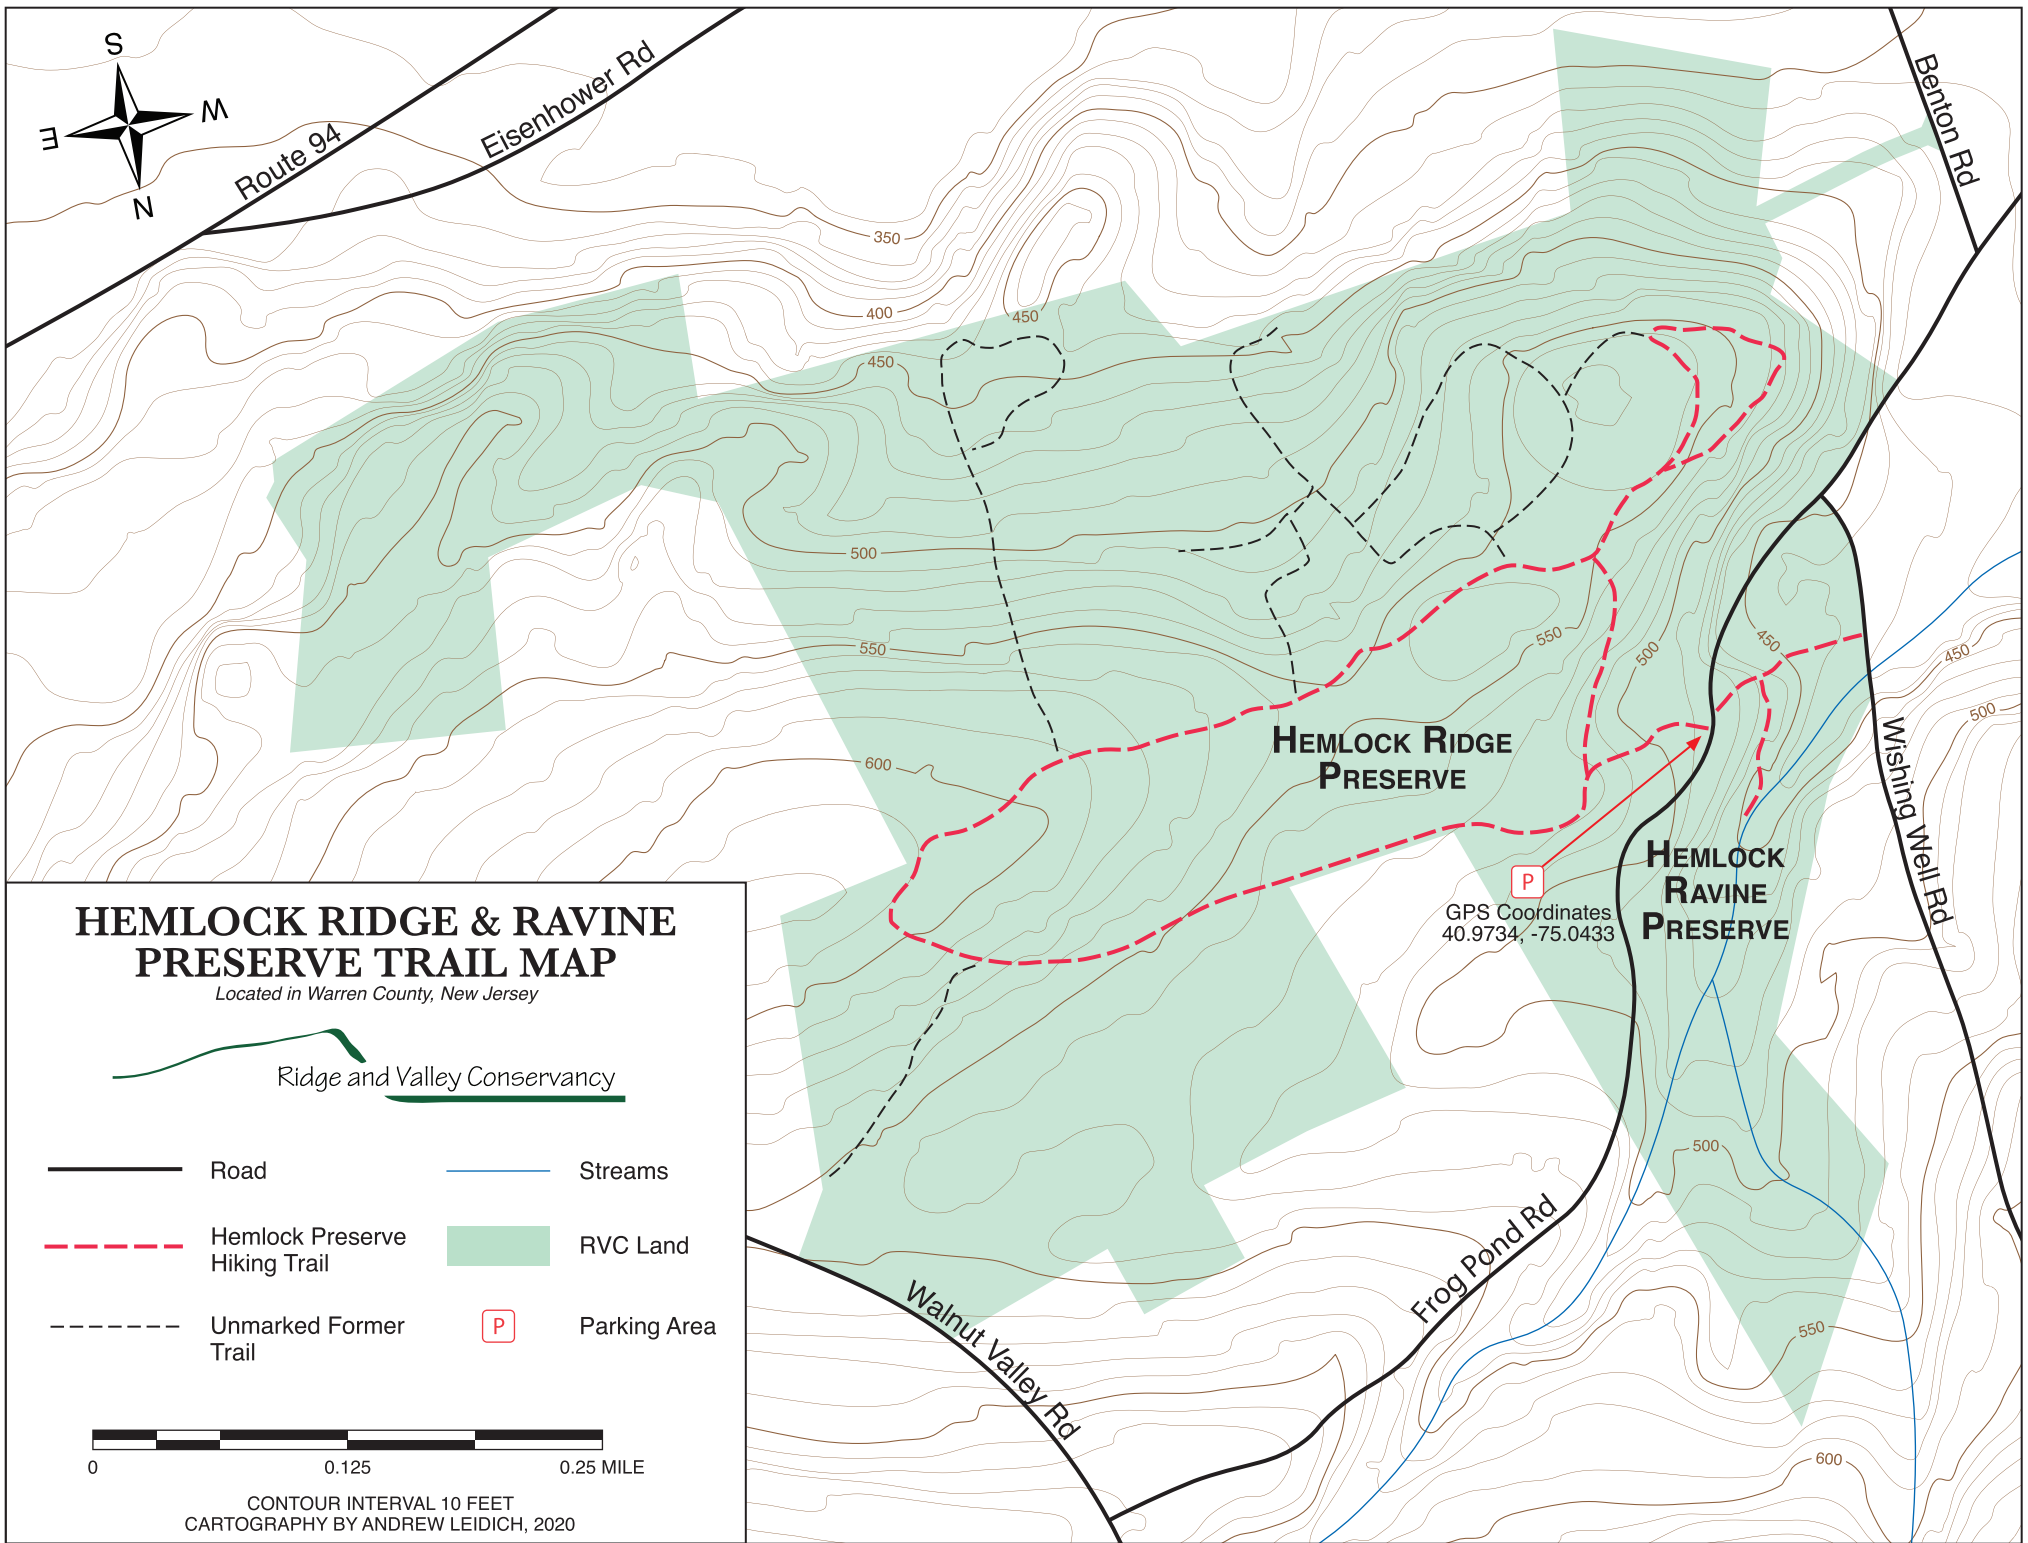 S
W
E
N
Route 94
Eisenhower Rd
Benton Rd
350
400
450
450
500
550
600
550
500
450
450
500
HEMLOCK RIDGE
PRESERVE
Wishing Well Rd
P
GPS Coordinates
40.9734, -75.0433
HEMLOCK
RAVINE
PRESERVE
500
550
600
Frog Pond Rd
Walnut Valley Rd
HEMLOCK RIDGE & RAVINE
PRESERVE TRAIL MAP
Located in Warren County, New Jersey
Ridge and Valley Conservancy
Road
Streams
Hemlock Preserve
Hiking Trail
RVC Land
Unmarked Former
Trail
P
Parking Area
0 0.125 0.25 MILE
CONTOUR INTERVAL 10 FEET
CARTOGRAPHY BY ANDREW LEIDICH, 2020